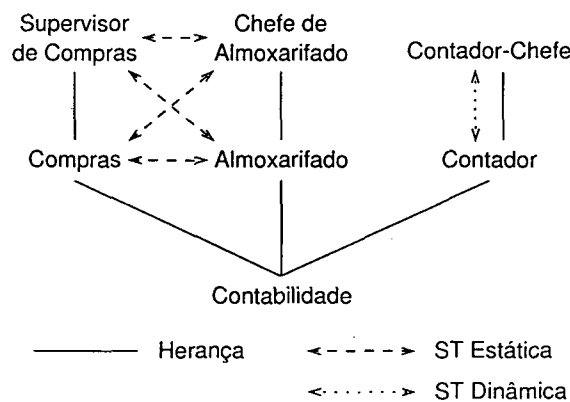 Supervisor
de Compras
Chefe de
Almoxarifado
Contador-Chefe
Compras
Almoxarifado
Contador
Contabilidade
Herança
ST Estática
ST Dinâmica